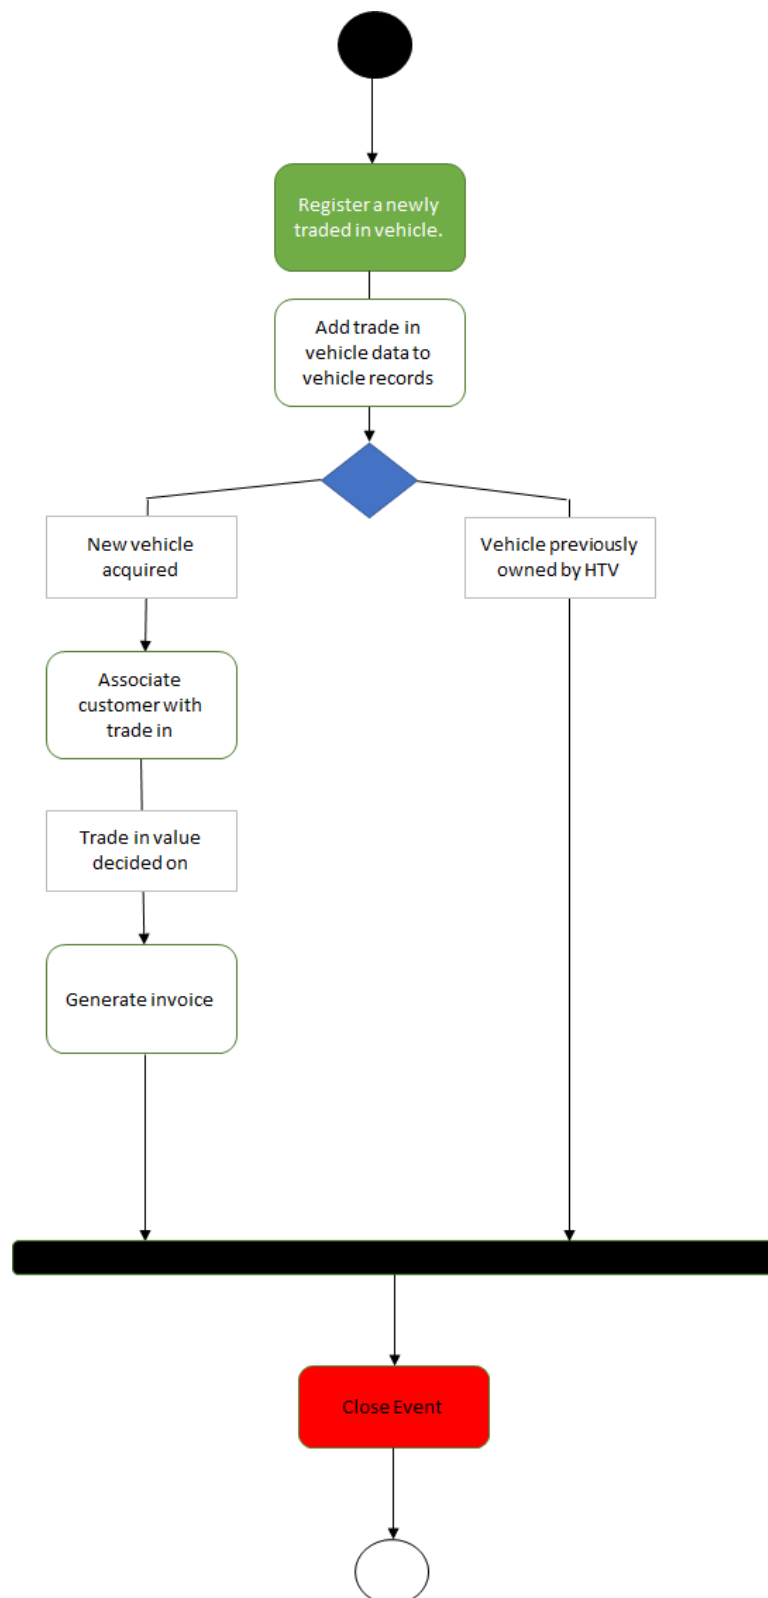 Register a newly
traded in vehicle.
Add trade in
vehicle data to
vehicle records
New vehicle
acquired
Vehicle previously
owned by HTV
Associate
customer with
trade in
Trade in value
decided on
Generate invoice
Close Event